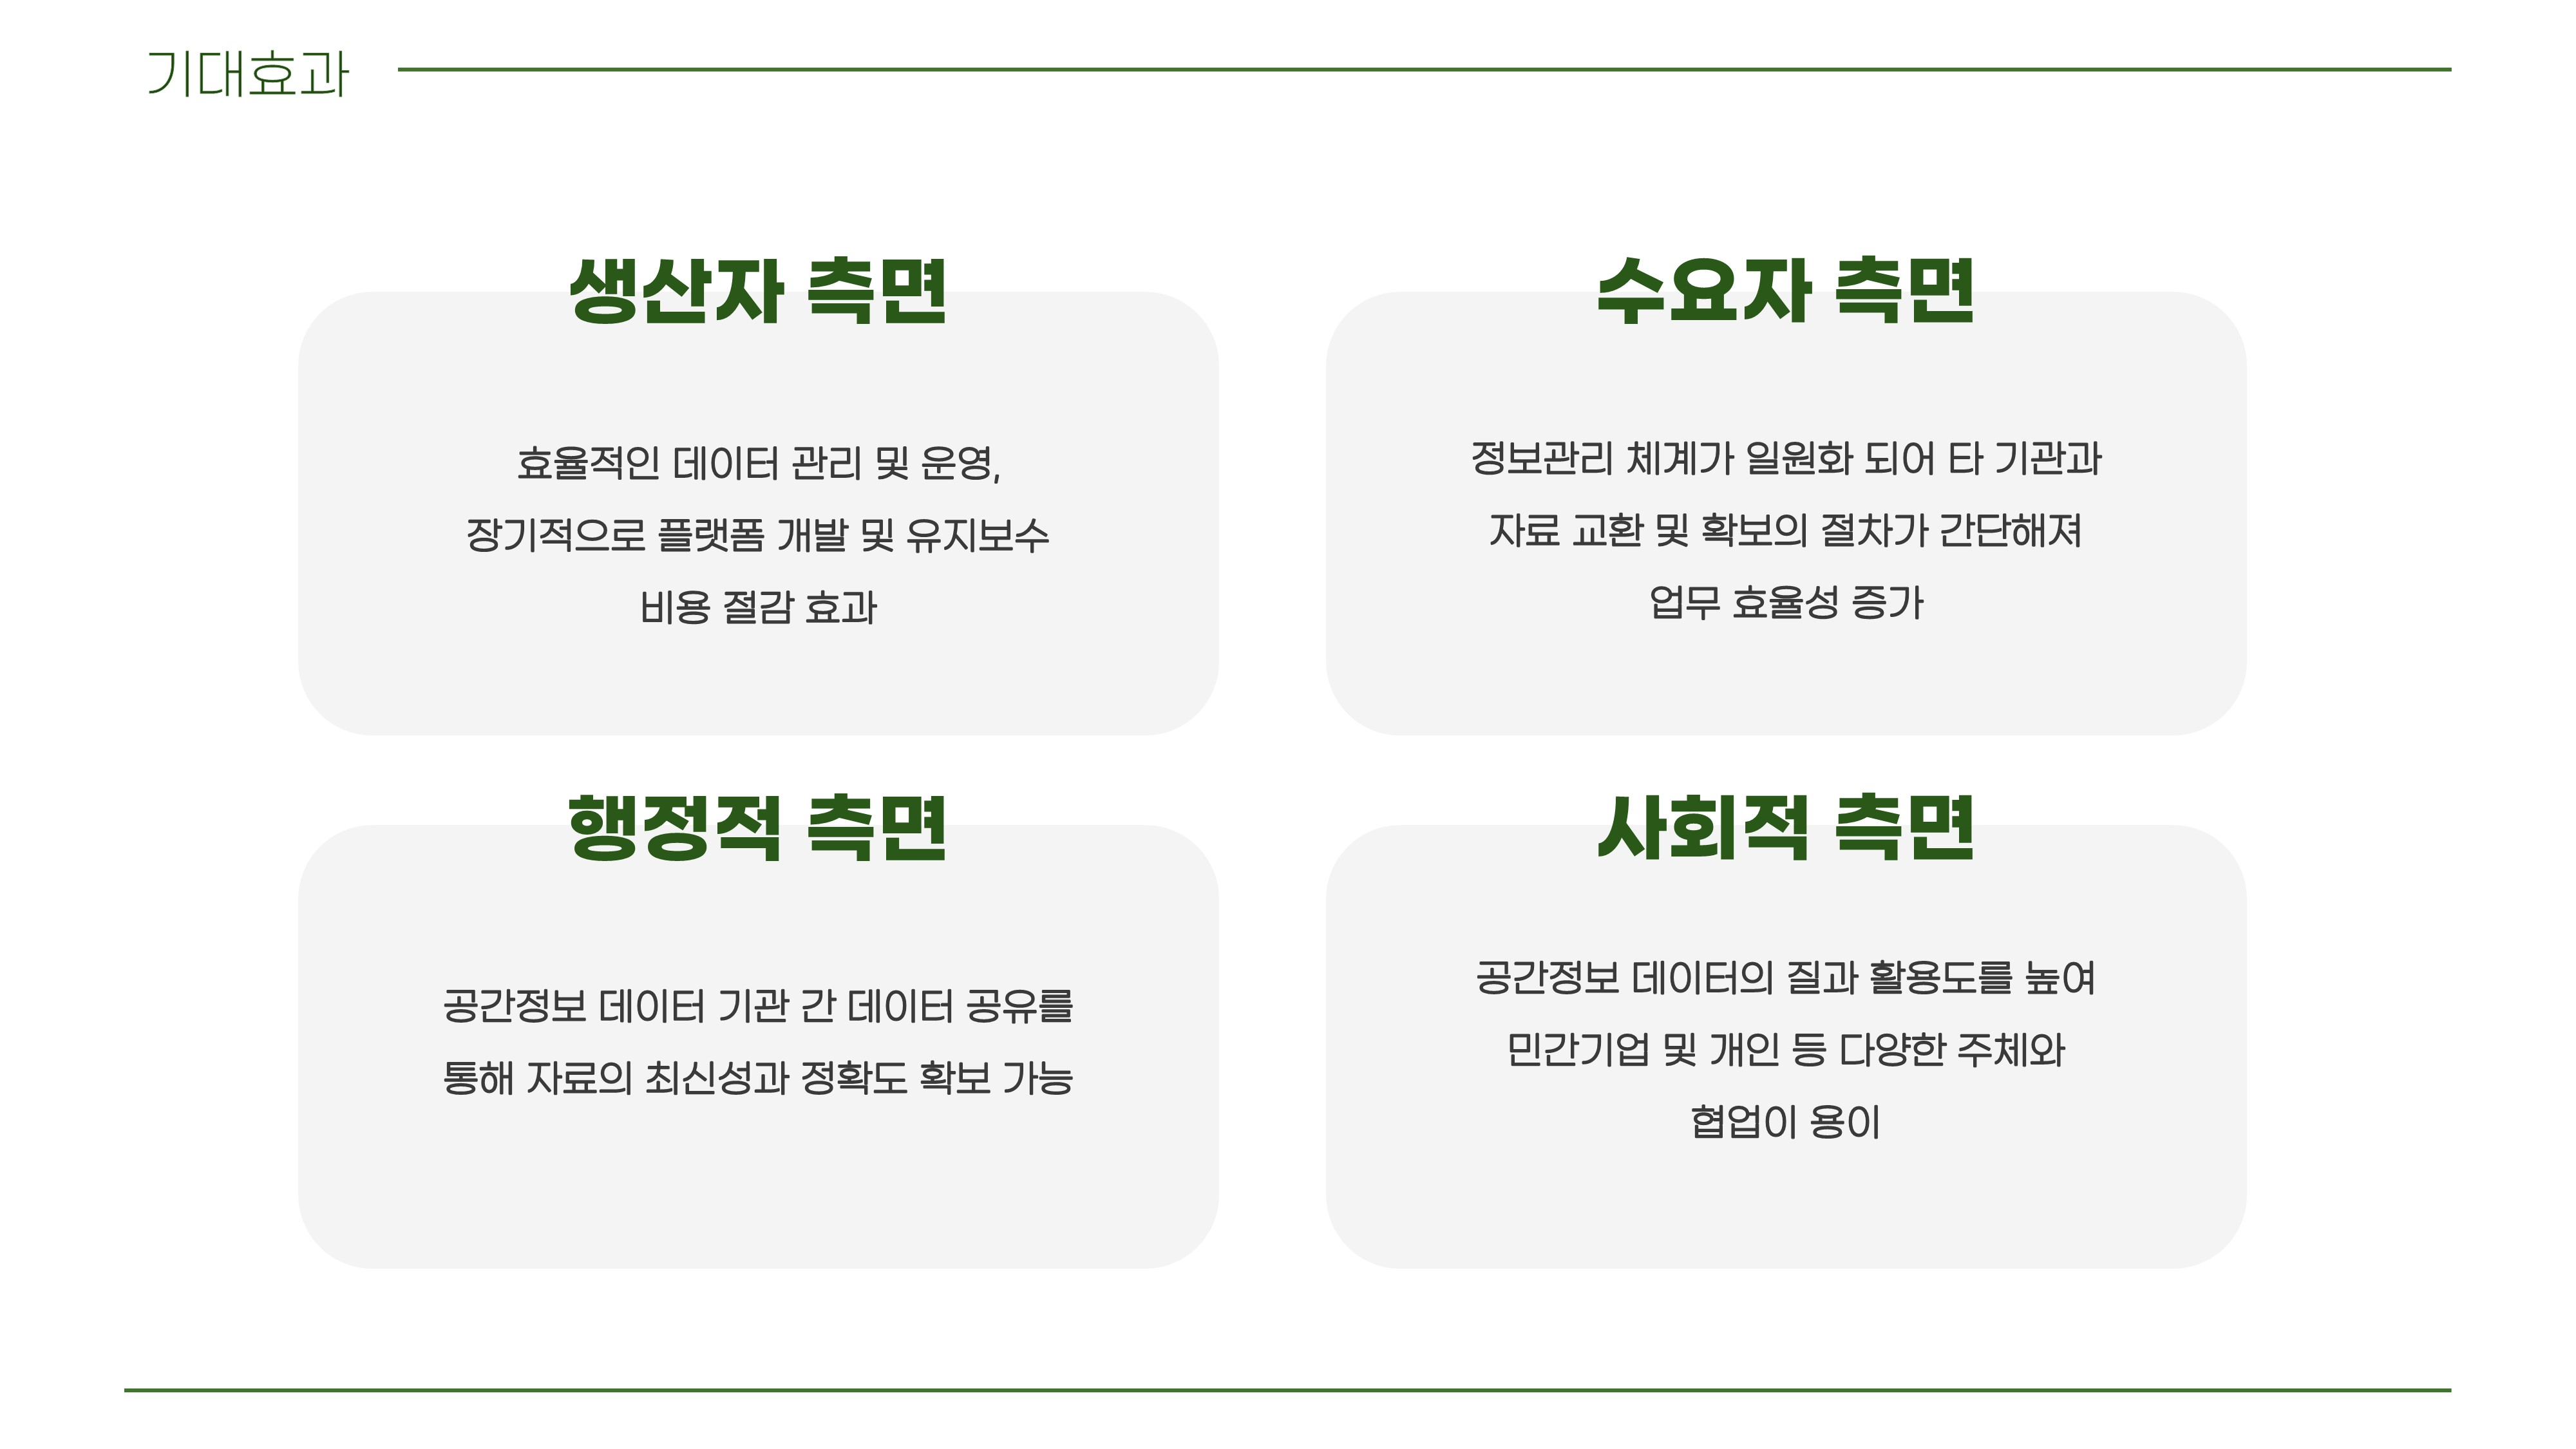 기대효과
생산자 측면
효율적인 데이터 관리 및 운영,
장기적으로 플랫폼 개발 및 유지보수
비용 절감 효과
수요자 측면
정보관리 체계가 일원화 되어 타 기관과
자료 교환 및 확보의 절차가 간단해져
업무 효율성 증가
행정적 측면
공간정보 데이터 기관 간 데이터 공유를
통해 자료의 최신성과 정확도 확보 가능
사회적 측면
공간정보 데이터의 질과 활용도를 높여
민간기업 및 개인 등 다양한 주체와
협업이 용이